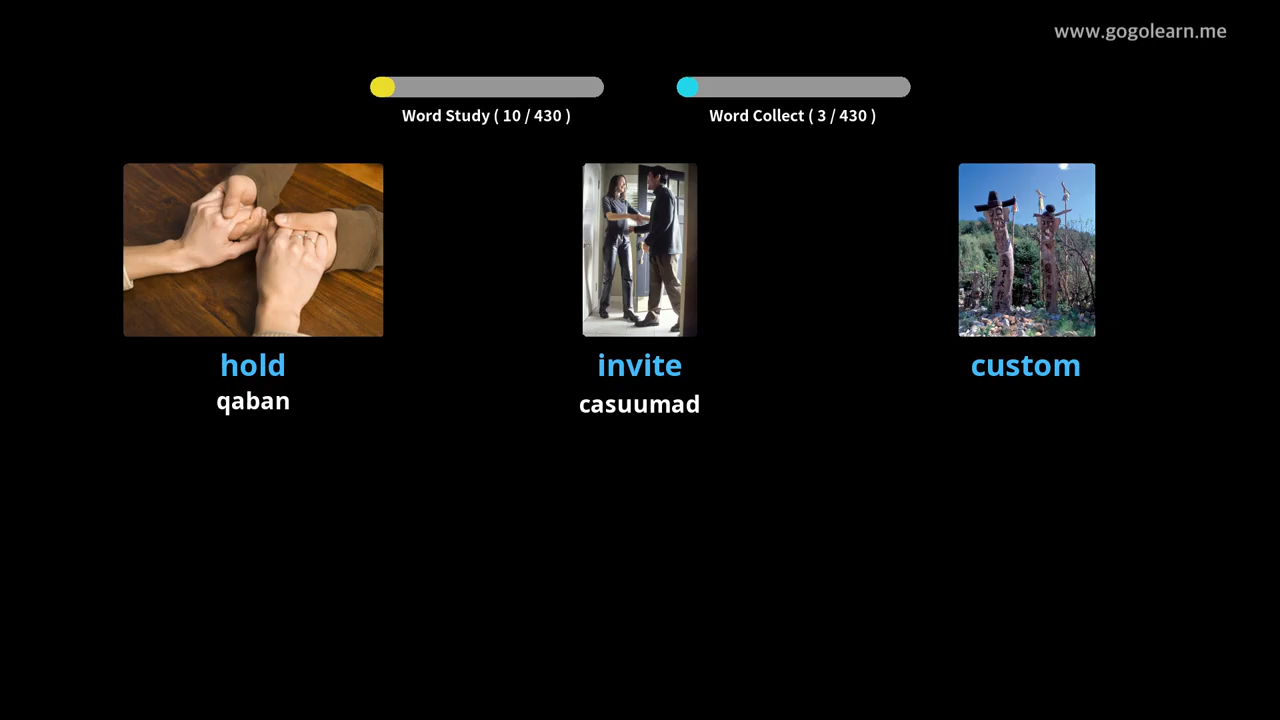 www.gogolearn.me
Word Study ( 10 / 430 )
Word Collect ( 3 / 430 )
hold
qaban
invite
casuumad
custom